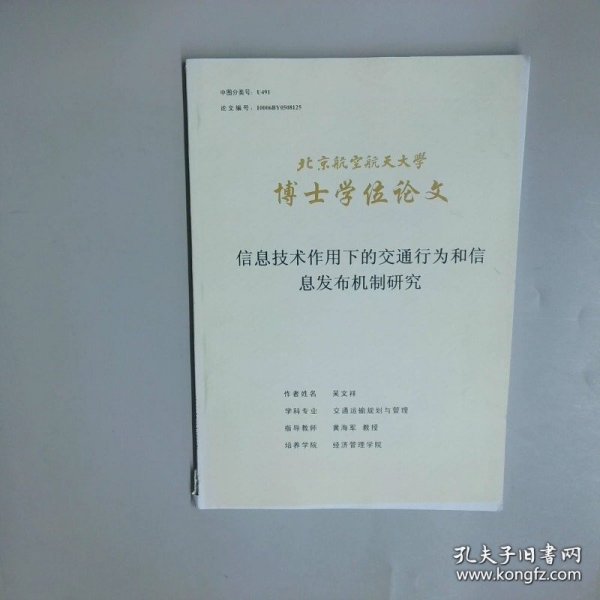 中图分类号：U491
论文编号：10006BY0508125
北京航空航天大学
博士学位论文
信息技术作用下的交通行为和信
息发布机制研究
作者姓名 吴文祥
学科专业 交通运输规划与管理
指导教师 黄海军 教授
培养学院 经济管理学院
孔夫子旧书网
www.kongfz.com